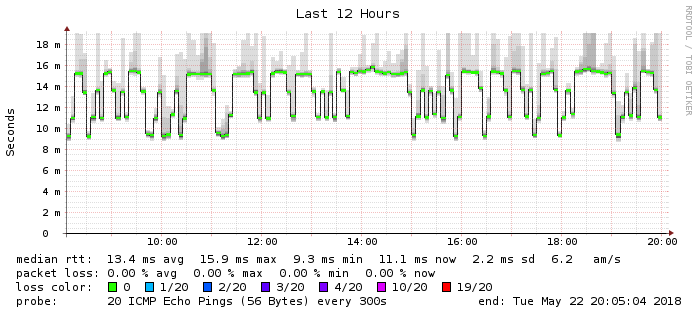 Last 12 Hours
RRDTOOL / TOBI OETIKER
Seconds
18 m
16 m
14 m
12 m
10 m
8 m
6 m
4 m
2 m
0
10:00 12:00 14:00 16:00 18:00 20:00
median rtt: 13.4 ms avg 15.9 ms max 9.3 ms min 11.1 ms now 2.2 ms sd 6.2 am/s
packet loss: 0.00 % avg 0.00 % max 0.00 % min 0.00 % now
loss color: 0 1/20 2/20 3/20 4/20 10/20 19/20
probe: 20 ICMP Echo Pings (56 Bytes) every 300s end: Tue May 22 20:05:04 2018